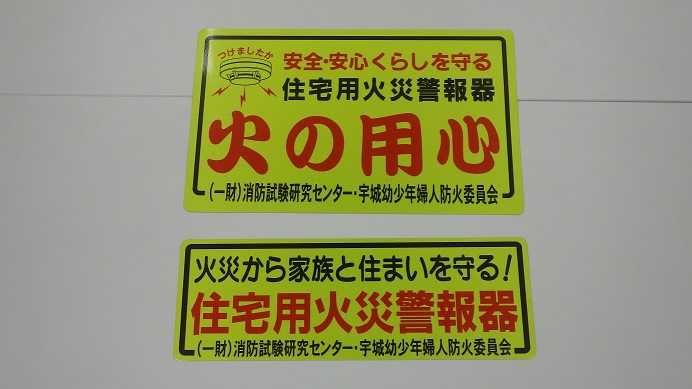 つけましたか
安全・安心くらしを守る
住宅用火災警報器
火の用心
(一財)消防試験研究センター・宇城幼少年婦人防火委員会
火災から家族と住まいを守る!
住宅用火災警報器
(一財)消防試験研究センター・宇城幼少年婦人防火委員会